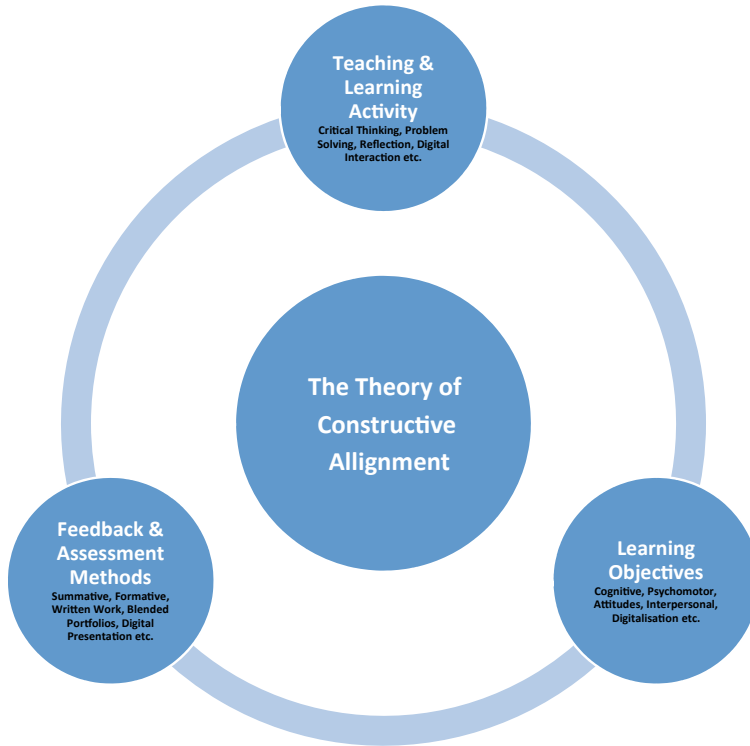 Teaching &
Learning
Activity
Critical Thinking, Problem
Solving, Reflection, Digital
Interaction etc.
The Theory of
Constructive
Allignment
Feedback &
Assessment
Methods
Summative, Formative,
Written Work, Blended
Portfolios, Digital
Presentation etc.
Learning
Objectives
Cognitive, Psychomotor,
Attitudes, Interpersonal,
Digitalisation etc.